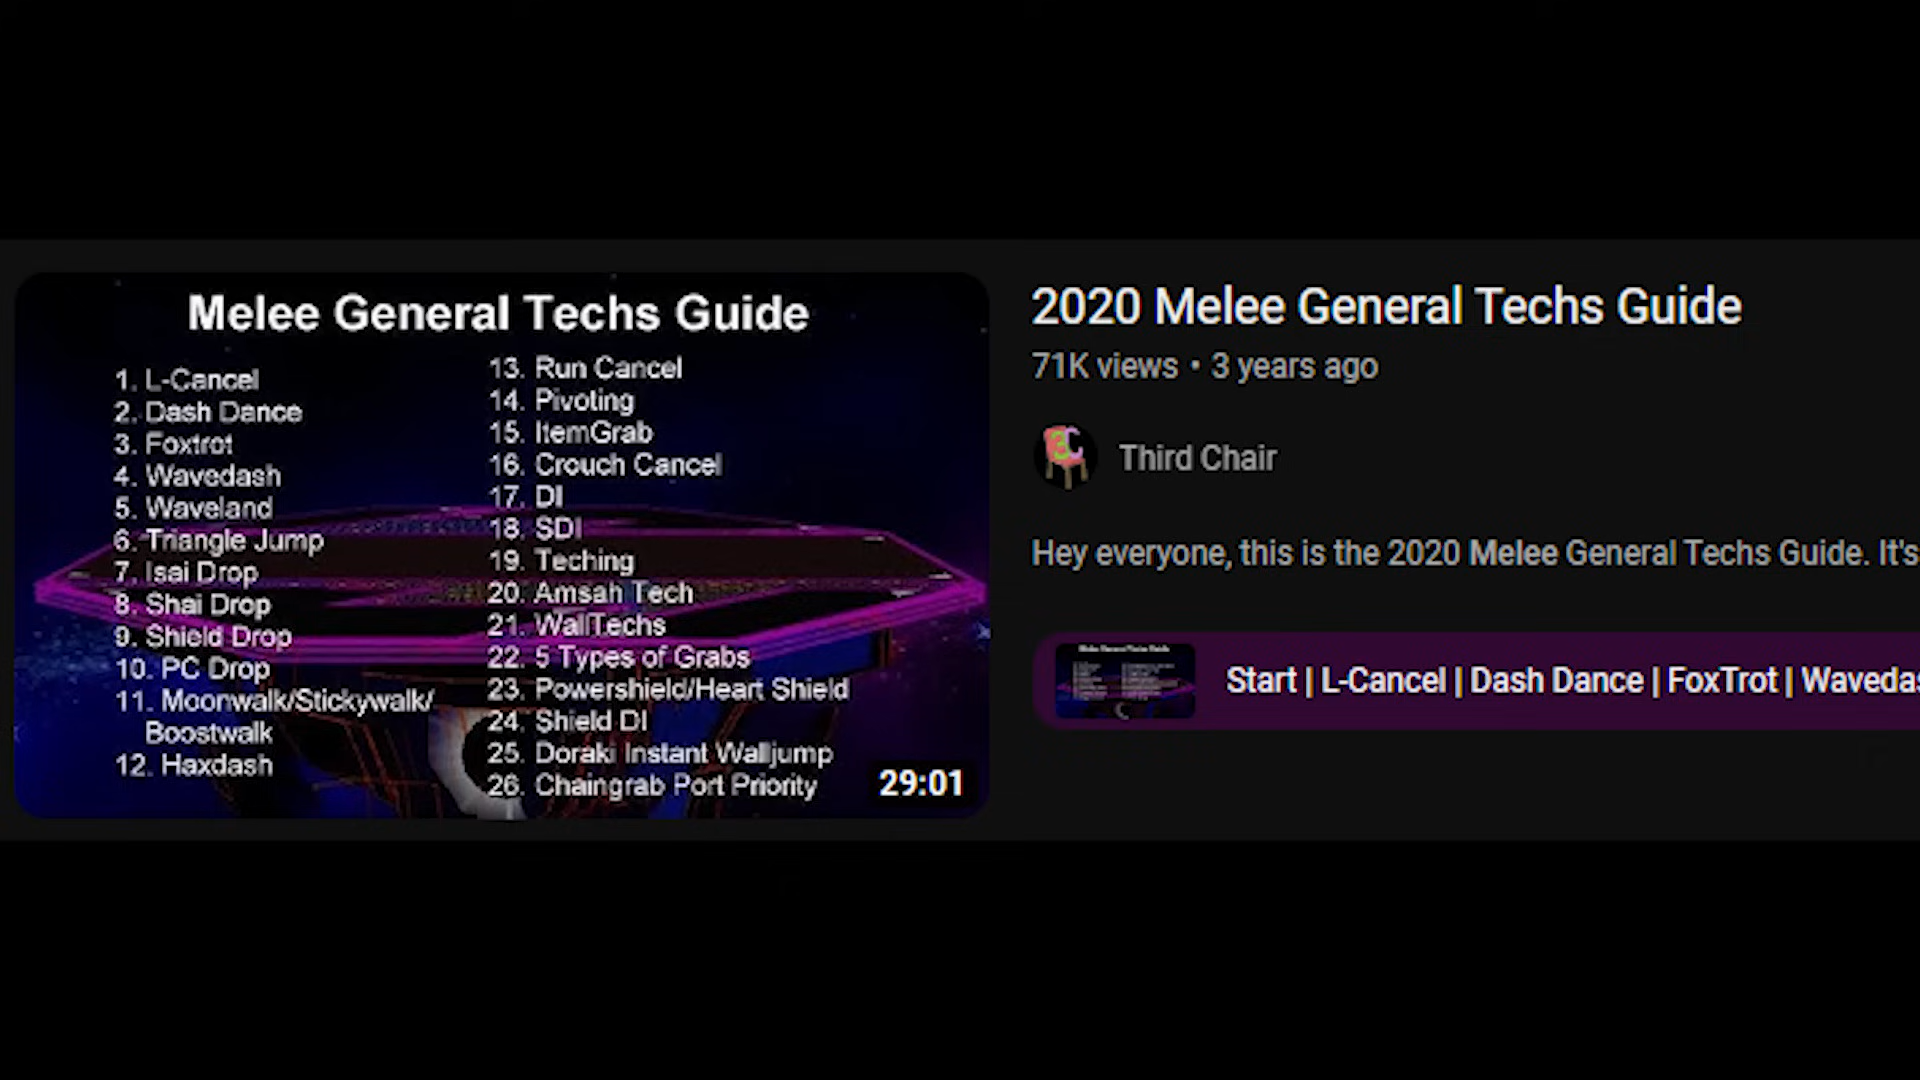 Melee General Techs Guide
1. L-Cancel
2. Dash Dance
3. Foxtrot
4. Wavedash
5. Waveland
6. Triangle Jump
7. Isai Drop
8. Shai Drop
9. Shield Drop
10. PC Drop
11. Moonwalk/Stickywalk/
Boostwalk
12. Haxdash
13. Run Cancel
14. Pivoting
15. ItemGrab
16. Crouch Cancel
17. DI
18. SDI
19. Teching
20. Amsah Tech
21. WallTechs
22. 5 Types of Grabs
23. Powershield/Heart Shield
24. Shield DI
25. Doraki Instant Walljump
26. Chaingrab Port Priority
29:01
2020 Melee General Techs Guide
71K views • 3 years ago
3C
Third Chair
Hey everyone, this is the 2020 Melee General Techs Guide. It's
Start | L-Cancel | Dash Dance | FoxTrot | Wavedas